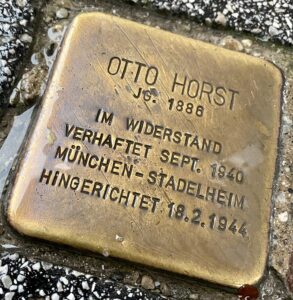 OTTO HORST
JG. 1886
IM WIDERSTAND
VERHAFTET SEPT. 1940
MÜNCHEN-STADELHEIM
HINGERICHTET 18.2.1944